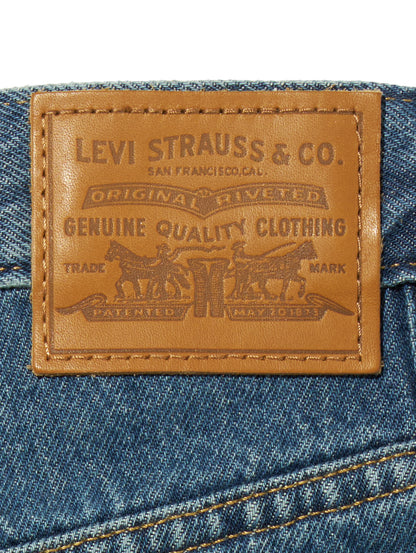 LEVI STRAUSS & CO.
SAN FRANCISCO, CAL.
ORIGINAL RIVETED
GENUINE QUALITY CLOTHING
TRADE MARK
PATENTED MAY 20 1873